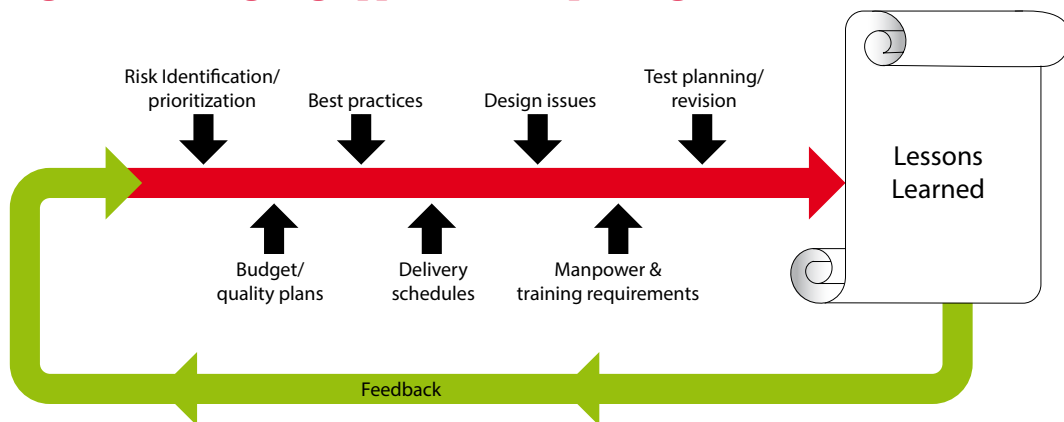 Risk Identification/
prioritization
Best practices
Design issues
Test planning/
revision
Lessons
Learned
Budget/
quality plans
Delivery
schedules
Manpower &
training requirements
Feedback